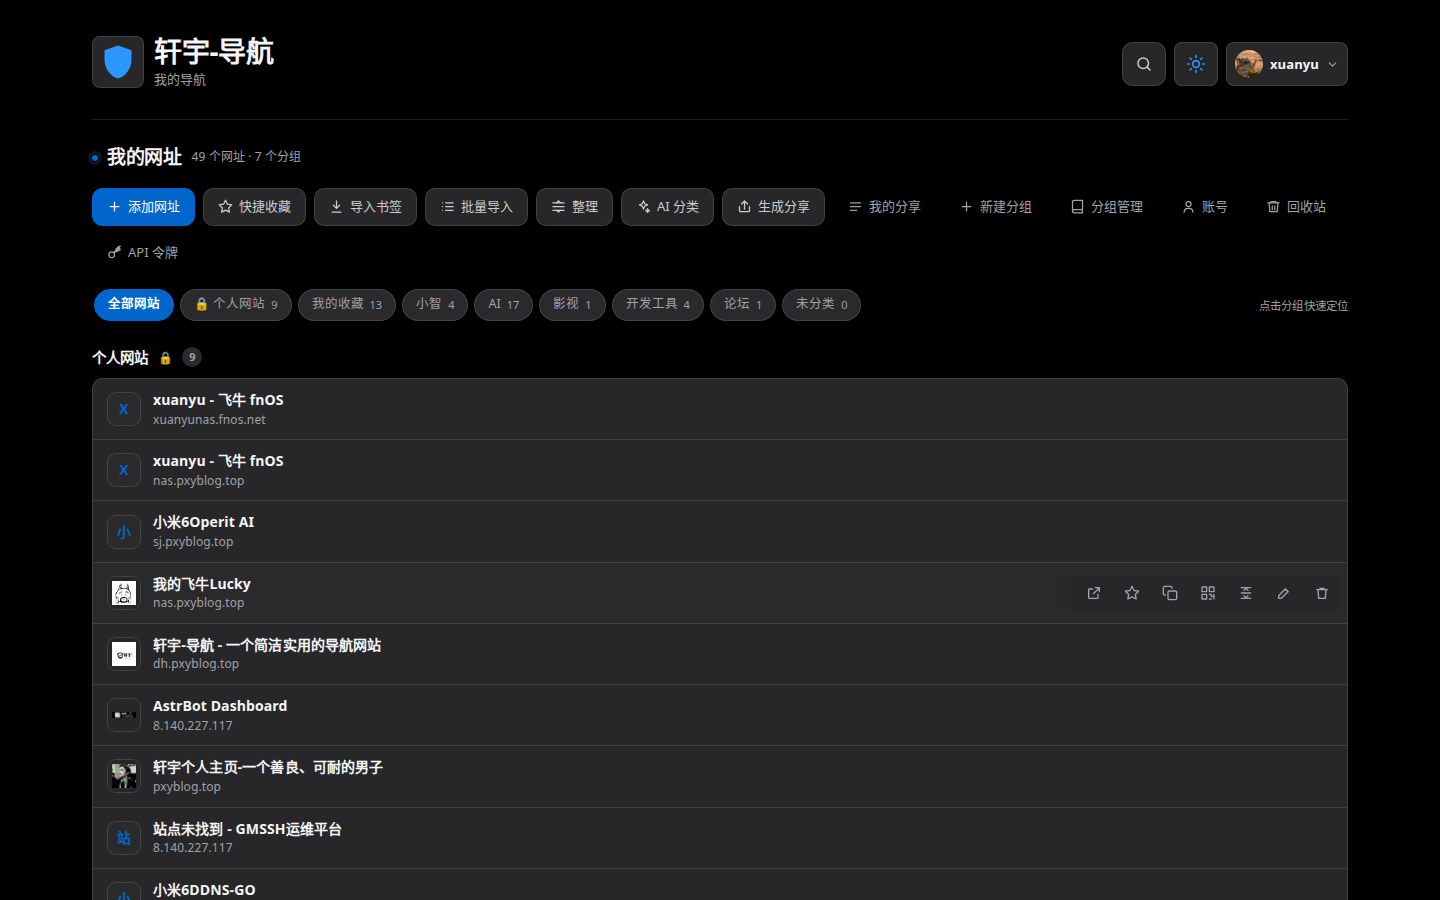 轩宇-导航
我的导航
xuanyu
我的网址 49 个网址 · 7 个分组
添加网址 快捷收藏 导入书签 批量导入 整理 AI 分类 生成分享 我的分享 新建分组 分组管理 账号 回收站
API 令牌
全部网站 🔒 个人网站 9 我的收藏 13 小智 4 AI 17 影视 1 开发工具 4 论坛 1 未分类 0 点击分组快速定位
个人网站 🔒 9
X xuanyu - 飞牛 fnOS
xuanyunas.fnos.net
X xuanyu - 飞牛 fnOS
nas.pxyblog.top
小 小米6Operit AI
sj.pxyblog.top
我的飞牛Lucky
nas.pxyblog.top
轩宇-导航 - 一个简洁实用的导航网站
dh.pxyblog.top
AstrBot Dashboard
8.140.227.117
轩宇个人主页-一个善良、可耐的男子
pxyblog.top
站 站点未找到 - GMSSH运维平台
8.140.227.117
小 小米6DDNS-GO